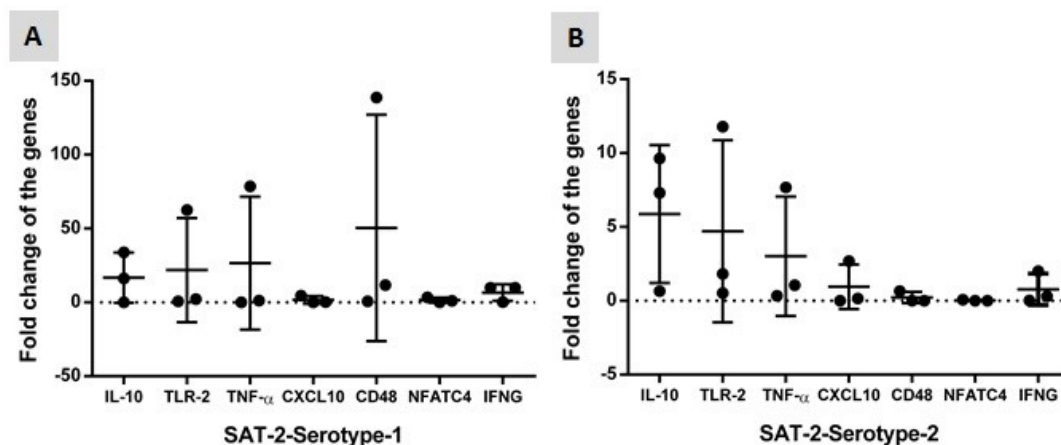 A
Fold change of the genes
150
100
50
0
-50
IL-10 TLR-2 TNF-α CXCL10 CD48 NFATC4 IFNG
SAT-2-Serotype-1
B
Fold change of the genes
15
10
5
0
-5
IL-10 TLR-2 TNF-α CXCL10 CD48 NFATC4 IFNG
SAT-2-Serotype-2